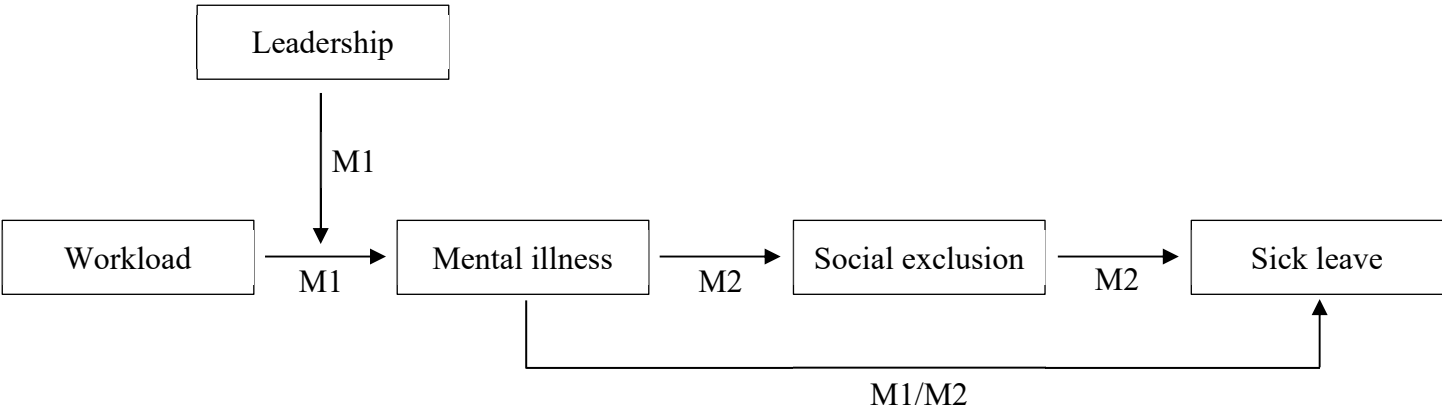 Leadership
M1
Workload
M1
Mental illness
M2
Social exclusion
M2
Sick leave
M1/M2